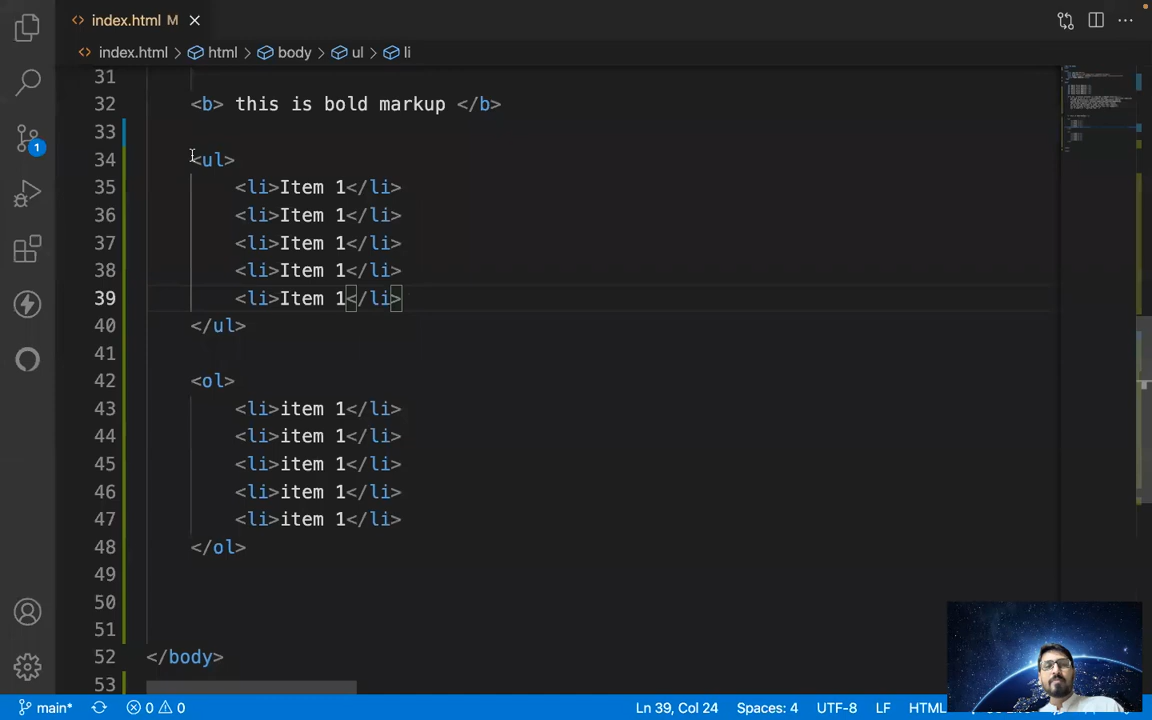 index.html M
index.html > html > body > ul > li
31
32 <b> this is bold markup </b>
33
34 <ul>
35 <li>Item 1</li>
36 <li>Item 1</li>
37 <li>Item 1</li>
38 <li>Item 1</li>
39 <li>Item 1</li>
40 </ul>
41
42 <ol>
43 <li>item 1</li>
44 <li>item 1</li>
45 <li>item 1</li>
46 <li>item 1</li>
47 <li>item 1</li>
48 </ol>
49
50
51
52 </body>
53
1
main* 0 0 Ln 39, Col 24 Spaces: 4 UTF-8 LF HTML